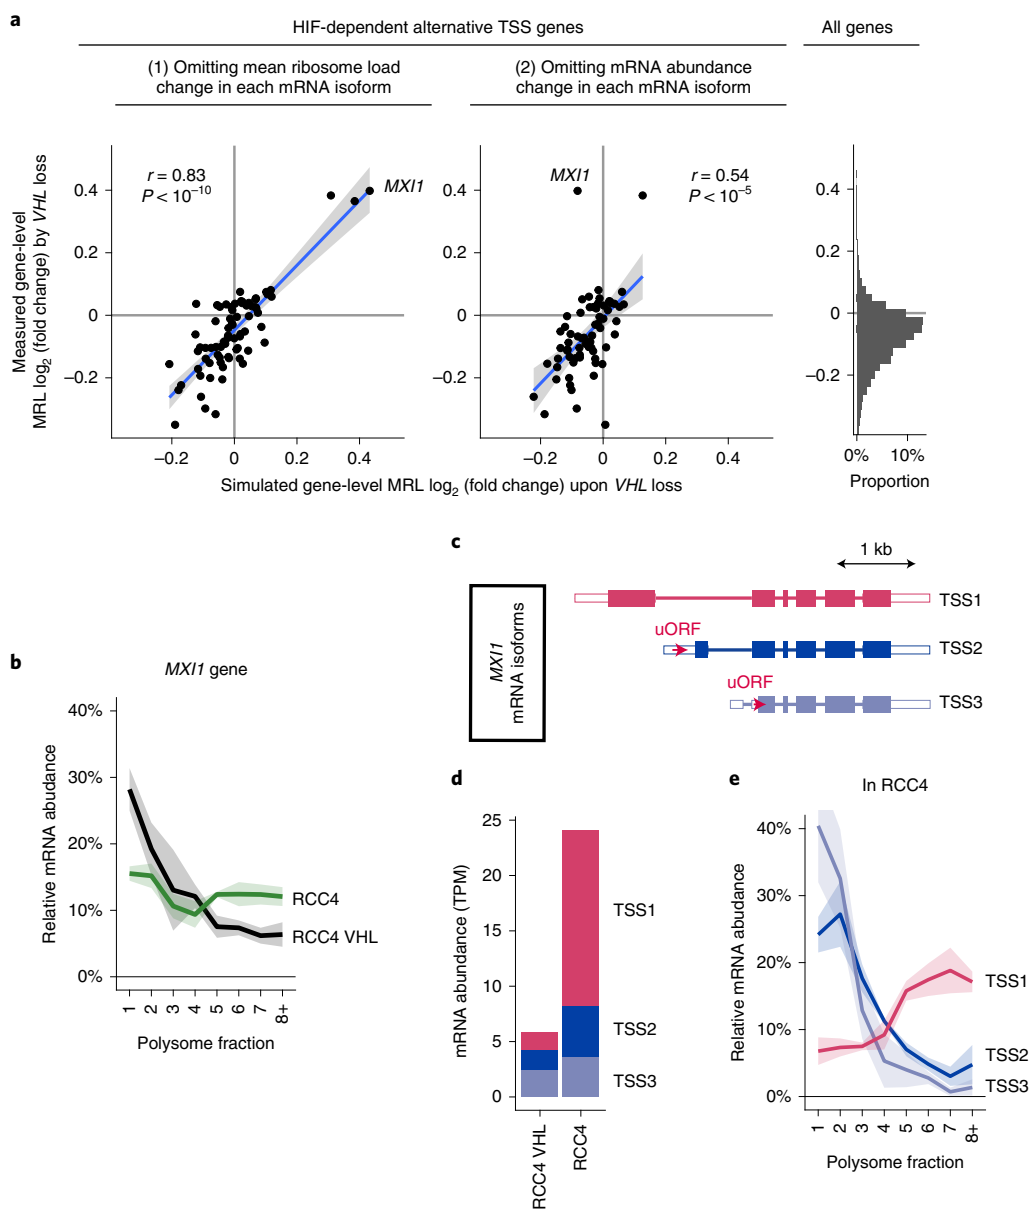 a
HIF-dependent alternative TSS genes
All genes
(1) Omitting mean ribosome load
change in each mRNA isoform
(2) Omitting mRNA abundance
change in each mRNA isoform
Measured gene-level
MRL log2 (fold change) by VHL loss
0.4
0.2
0
−0.2
r = 0.83
P < 10−10
MXI1
−0.2
0
0.2
0.4
0.4
0.2
0
−0.2
MXI1
r = 0.54
P < 10−5
−0.2
0
0.2
0.4
Simulated gene-level MRL log2 (fold change) upon VHL loss
0.4
0.2
0
−0.2
0%
10%
Proportion
b
MXI1 gene
Relative mRNA abudance
40%
30%
20%
10%
0%
RCC4
RCC4 VHL
1
2
3
4
5
6
7
8+
Polysome fraction
c
1 kb
MXI1
mRNA isoforms
TSS1
uORF
TSS2
uORF
TSS3
d
mRNA abundance (TPM)
25
20
15
10
5
0
TSS1
TSS2
TSS3
RCC4 VHL
RCC4
e
In RCC4
Relative mRNA abudance
40%
30%
20%
10%
0%
TSS1
TSS2
TSS3
1
2
3
4
5
6
7
8+
Polysome fraction